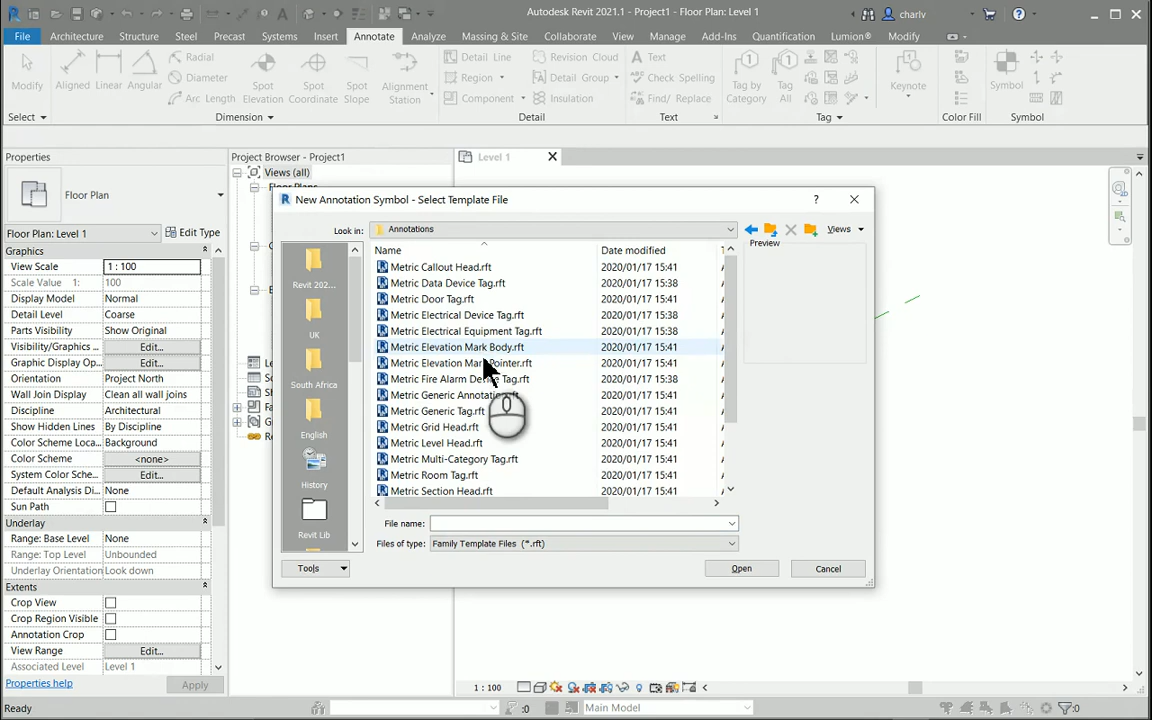 Autodesk Revit 2021.1 - Project1 - Floor Plan: Level 1
charlv
File Architecture Structure Steel Precast Systems Insert Annotate Analyze Massing & Site Collaborate View Manage Add-Ins Quantification Lumion® Modify
Modify
Aligned Linear Angular
Radial
Diameter
Arc Length
Spot Elevation
Spot Coordinate
Spot Slope
Alignment Station
Detail Line
Region
Component
Revision Cloud
Detail Group
Insulation
Text
Check Spelling
Find/ Replace
Tag by Category
Tag All
Keynote
Symbol
Select Dimension Detail Text Tag Color Fill Symbol
Properties
Floor Plan
Floor Plan: Level 1 Edit Type
Graphics
View Scale 1 : 100
Scale Value 1: 100
Display Model Normal
Detail Level Coarse
Parts Visibility Show Original
Visibility/Graphics ... Edit...
Graphic Display Op... Edit...
Orientation Project North
Wall Join Display Clean all wall joins
Discipline Architectural
Show Hidden Lines By Discipline
Color Scheme Loca... Background
Color Scheme <none>
System Color Sche... Edit...
Default Analysis Di... None
Sun Path
Underlay
Range: Base Level None
Range: Top Level Unbounded
Underlay Orientation Look down
Extents
Crop View
Crop Region Visible
Annotation Crop
View Range Edit...
Associated Level Level 1
Properties help Apply
Project Browser - Project1
Views (all)
Level 1
New Annotation Symbol - Select Template File
Look in: Annotations
Views
Preview
Name Date modified
Metric Callout Head.rft 2020/01/17 15:41
Metric Data Device Tag.rft 2020/01/17 15:38
Metric Door Tag.rft 2020/01/17 15:41
Metric Electrical Device Tag.rft 2020/01/17 15:38
Metric Electrical Equipment Tag.rft 2020/01/17 15:38
Metric Elevation Mark Body.rft 2020/01/17 15:41
Metric Elevation Mark Pointer.rft 2020/01/17 15:41
Metric Fire Alarm Device Tag.rft 2020/01/17 15:38
Metric Generic Annotation.rft 2020/01/17 15:41
Metric Generic Tag.rft 2020/01/17 15:41
Metric Grid Head.rft 2020/01/17 15:41
Metric Level Head.rft 2020/01/17 15:41
Metric Multi-Category Tag.rft 2020/01/17 15:41
Metric Room Tag.rft 2020/01/17 15:41
Metric Section Head.rft 2020/01/17 15:41
Revit 202...
UK
South Africa
English
History
Revit Lib
File name:
Files of type: Family Template Files (*.rft)
Tools Open Cancel
1 : 100
Ready
:0
Main Model
:0